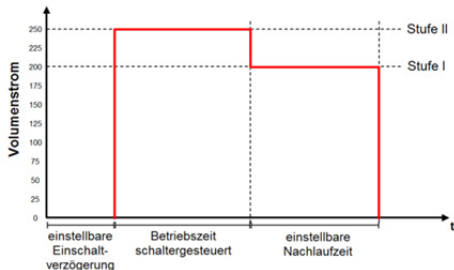 Volumenstrom
250
225
200
175
150
125
100
75
50
25
0
Stufe II
Stufe I
t
einstellbare
Einschalt-
verzögerung
Betriebszeit
schaltergesteuert
einstellbare
Nachlaufzeit